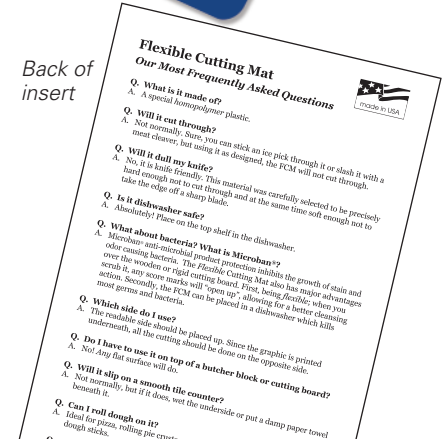 Back of
insert
Flexible Cutting Mat
Our Most Frequently Asked Questions
made in USA
Q. What is it made of?
A. A special homopolymer plastic.
Q. Will it cut through?
A. Not normally. Sure, you can stick an ice pick through it or slash it with a
meat cleaver, but using it as designed, the FCM will not cut through.
Q. Will it dull my knife?
A. No, it is knife friendly. This material was carefully selected to be precisely
hard enough not to cut through and at the same time soft enough not to
take the edge off a sharp blade.
Q. Is it dishwasher safe?
A. Absolutely! Place on the top shelf in the dishwasher.
Q. What about bacteria? What is Microban®?
A. Microban® anti-microbial product protection inhibits the growth of stain and
odor causing bacteria. The Flexible Cutting Mat also has major advantages
over the wooden or rigid cutting board. First, being flexible; when you
scrub it, any score marks will "open up", allowing for a better cleansing
action. Secondly, the FCM can be placed in a dishwasher which kills
most germs and bacteria.
Q. Which side do I use?
A. The readable side should be placed up. Since the graphic is printed
underneath, all the cutting should be done on the opposite side.
Q. Do I have to use it on top of a butcher block or cutting board?
A. No! Any flat surface will do.
Q. Will it slip on a smooth tile counter?
A. Not normally, but if it does, wet the underside or put a damp paper towel
beneath it.
Q. Can I roll dough on it?
A. Ideal for pizza, rolling pie
dough sticks.